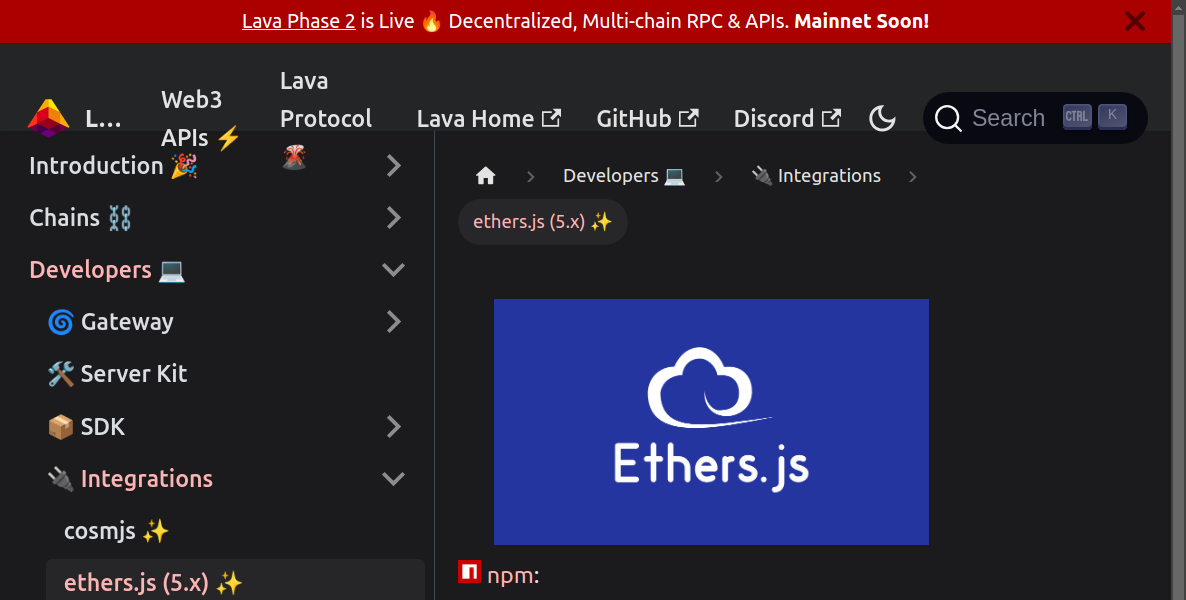 Lava Phase 2 is Live 🔥 Decentralized, Multi-chain RPC & APIs. Mainnet Soon!
L...
Web3
APIs ⚡
Lava
Protocol
🌋
Lava Home
GitHub
Discord
Search
CTRL
K
Introduction 🎉
Chains ⛓️
Developers 💻
🌀 Gateway
🛠️ Server Kit
📦 SDK
🔌 Integrations
cosmjs ✨
ethers.js (5.x) ✨
Developers 💻
🔌 Integrations
ethers.js (5.x) ✨
Ethers.js
npm: